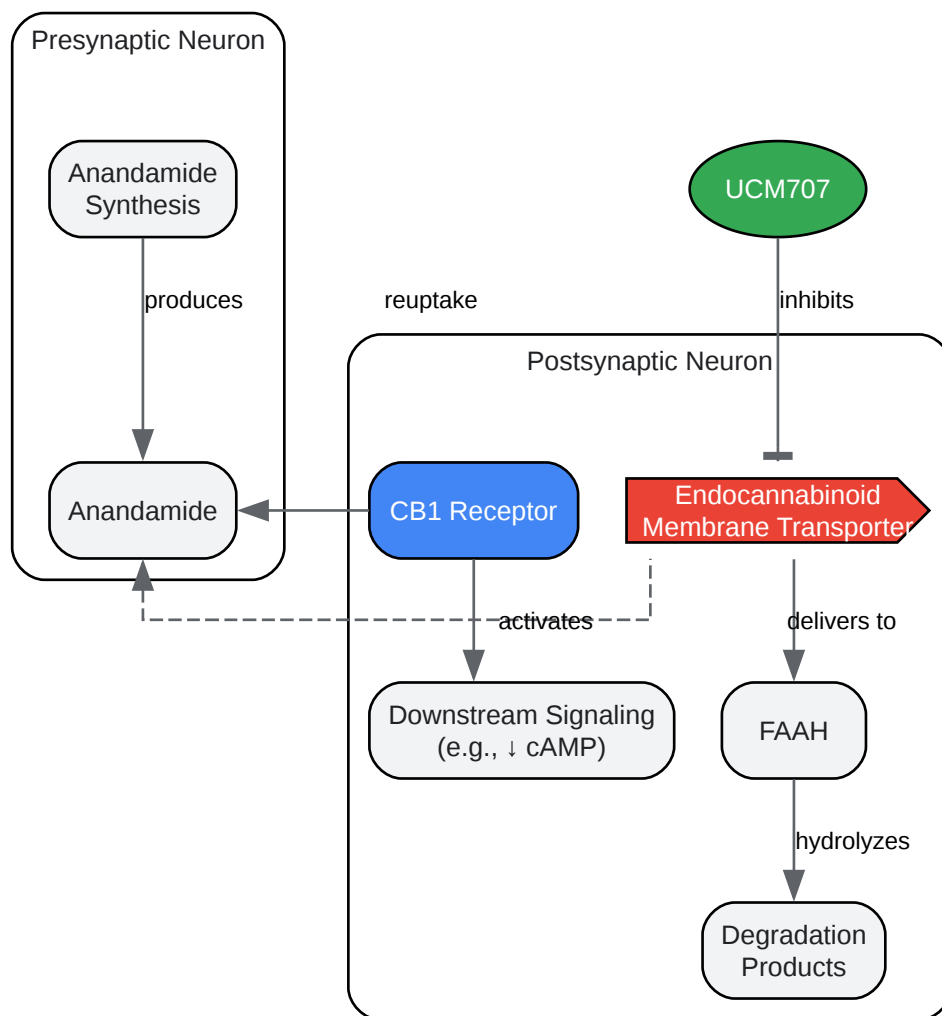 Presynaptic Neuron
Anandamide
Synthesis
UCM707
produces
reuptake
inhibits
Postsynaptic Neuron
Anandamide
CB1 Receptor
Endocannabinoid
Membrane Transporter
activates
delivers to
Downstream Signaling
(e.g., ↓ cAMP)
FAAH
hydrolyzes
Degradation
Products